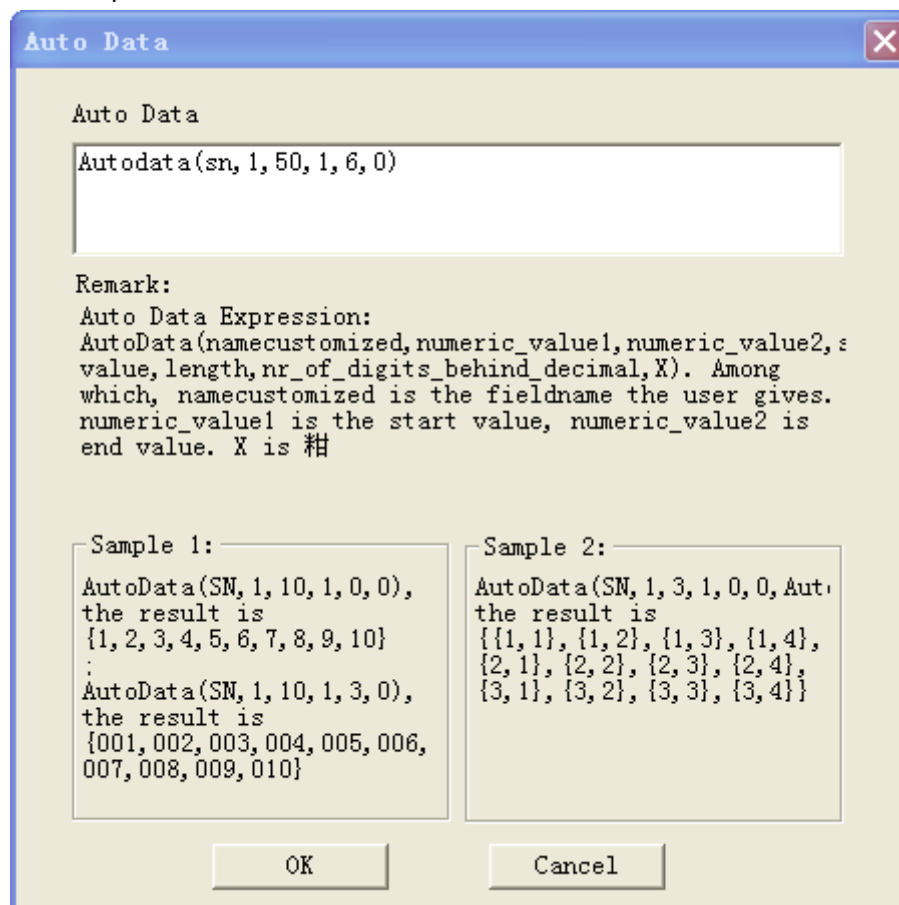 Auto Data
Auto Data
Autodata(sn,1,50,1,6,0)
Remark:
Auto Data Expression:
AutoData(namecustomized,numeric_value1,numeric_value2,s
value,length,nr_of_digits_behind_decimal,X). Among
which, namecustomized is the fieldname the user gives.
numeric_value1 is the start value, numeric_value2 is
end value. X is 粓
Sample 1:
AutoData(SN,1,10,1,0,0),
the result is
{1,2,3,4,5,6,7,8,9,10}
;
AutoData(SN,1,10,1,3,0),
the result is
{001,002,003,004,005,006,
007,008,009,010}
Sample 2:
AutoData(SN,1,3,1,0,0,Aut
the result is
{{1,1},{1,2},{1,3},{1,4},
{2,1},{2,2},{2,3},{2,4},
{3,1},{3,2},{3,3},{3,4}}
OK
Cancel